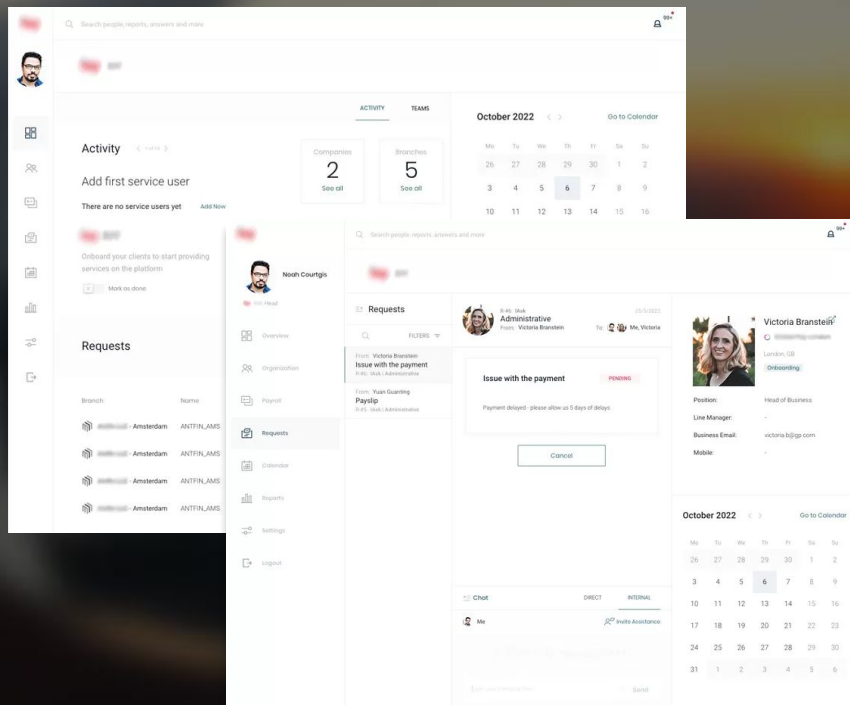 Search people, reports, answers and more
99+
ACTIVITY
TEAMS
Activity
1 of 10
Add first service user
There are no service users yet
Add Now
Onboard your clients to start providing
services on the platform
Mark as done
Companies
2
See all
Branches
5
See all
October 2022
Go to Calendar
Mo Tu We Th Fr Sa Su
26 27 28 29 30 1 2
3 4 5 6 7 8 9
10 11 12 13 14 15 16
Requests
Branch
Name
- Amsterdam ANTFIN_AMS
- Amsterdam ANTFIN_AMS
- Amsterdam ANTFIN_AMS
- Amsterdam ANTFIN_AMS
Search people, reports, answers and more
99+
Noah Courtgis
Head
Overview
Organization
Payroll
Requests
Calendar
Reports
Settings
Logout
Requests
FILTERS
From: Victoria Branstein
Issue with the payment
Administrative
From: Yuan Guanting
Payslip
Administrative
Administrative
From: Victoria Branstein
To
Me, Victoria
Issue with the payment
PENDING
Payment delayed - please allow us 5 days of delays
Cancel
Chat
DIRECT
INTERNAL
Me
Invite Assistance
Send
Victoria Branstein
London, GB
Onboarding
Position:
Head of Business
Line Manager:
-
Business Email:
victoria.b@gp.com
Mobile:
-
October 2022
Go to Calendar
Mo Tu We Th Fr Sa Su
26 27 28 29 30 1 2
3 4 5 6 7 8 9
10 11 12 13 14 15 16
17 18 19 20 21 22 23
24 25 26 27 28 29 30
31 1 2 3 4 5 6